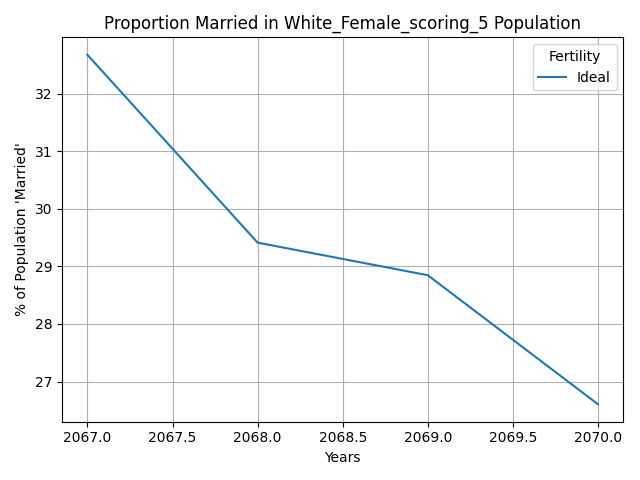 Proportion Married in White_Female_scoring_5 Population
Fertility
Ideal
% of Population 'Married'
32
31
30
29
28
27
2067.0 2067.5 2068.0 2068.5 2069.0 2069.5 2070.0
Years